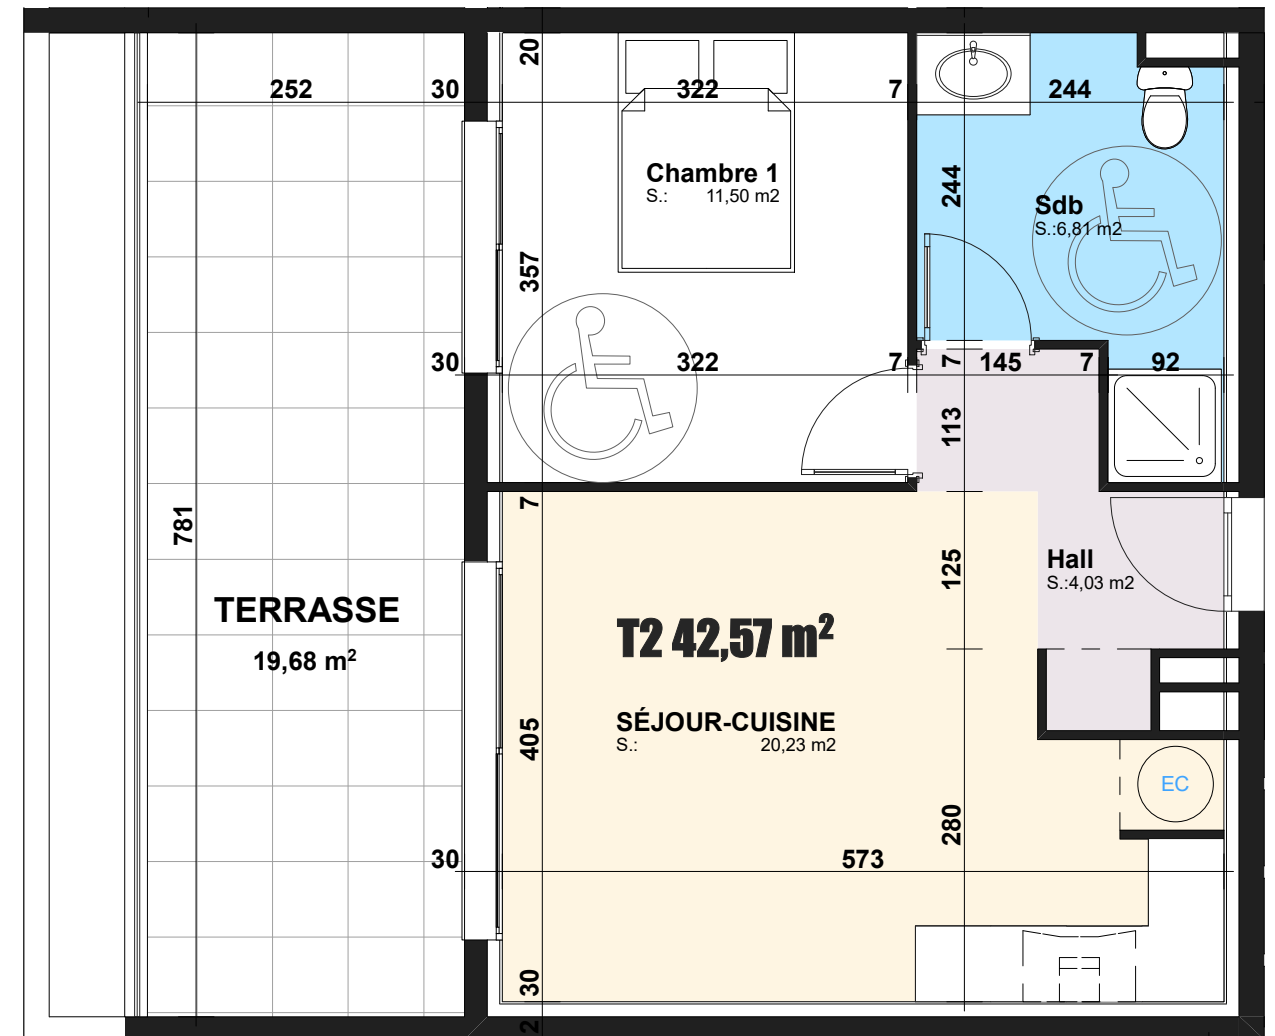 20
252
30
322
7
244
Chambre 1
S.: 11,50 m2
244
Sdb
S.:6,81 m2
357
30
322
7
7
145
7
92
113
7
781
125
Hall
S.:4,03 m2
TERRASSE
19,68 m²
T2 42,57 m²
SÉJOUR-CUISINE
S.: 20,23 m2
405
EC
280
30
573
30
2